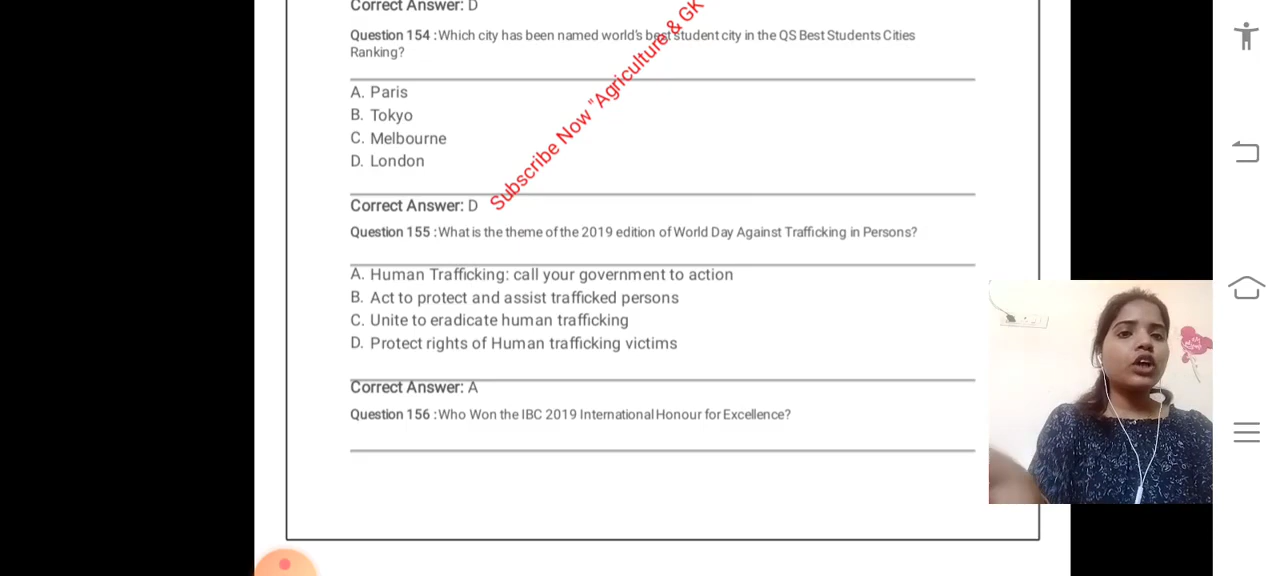 Correct Answer: D
Question 154 : Which city has been named world's best student city in the QS Best Students Cities
Ranking?
A. Paris
B. Tokyo
C. Melbourne
D. London
Correct Answer: D
Subscribe Now "Agriculture & GK
Question 155 : What is the theme of the 2019 edition of World Day Against Trafficking in Persons?
A. Human Trafficking: call your government to action
B. Act to protect and assist trafficked persons
C. Unite to eradicate human trafficking
D. Protect rights of Human trafficking victims
Correct Answer: A
Question 156 : Who Won the IBC 2019 International Honour for Excellence?